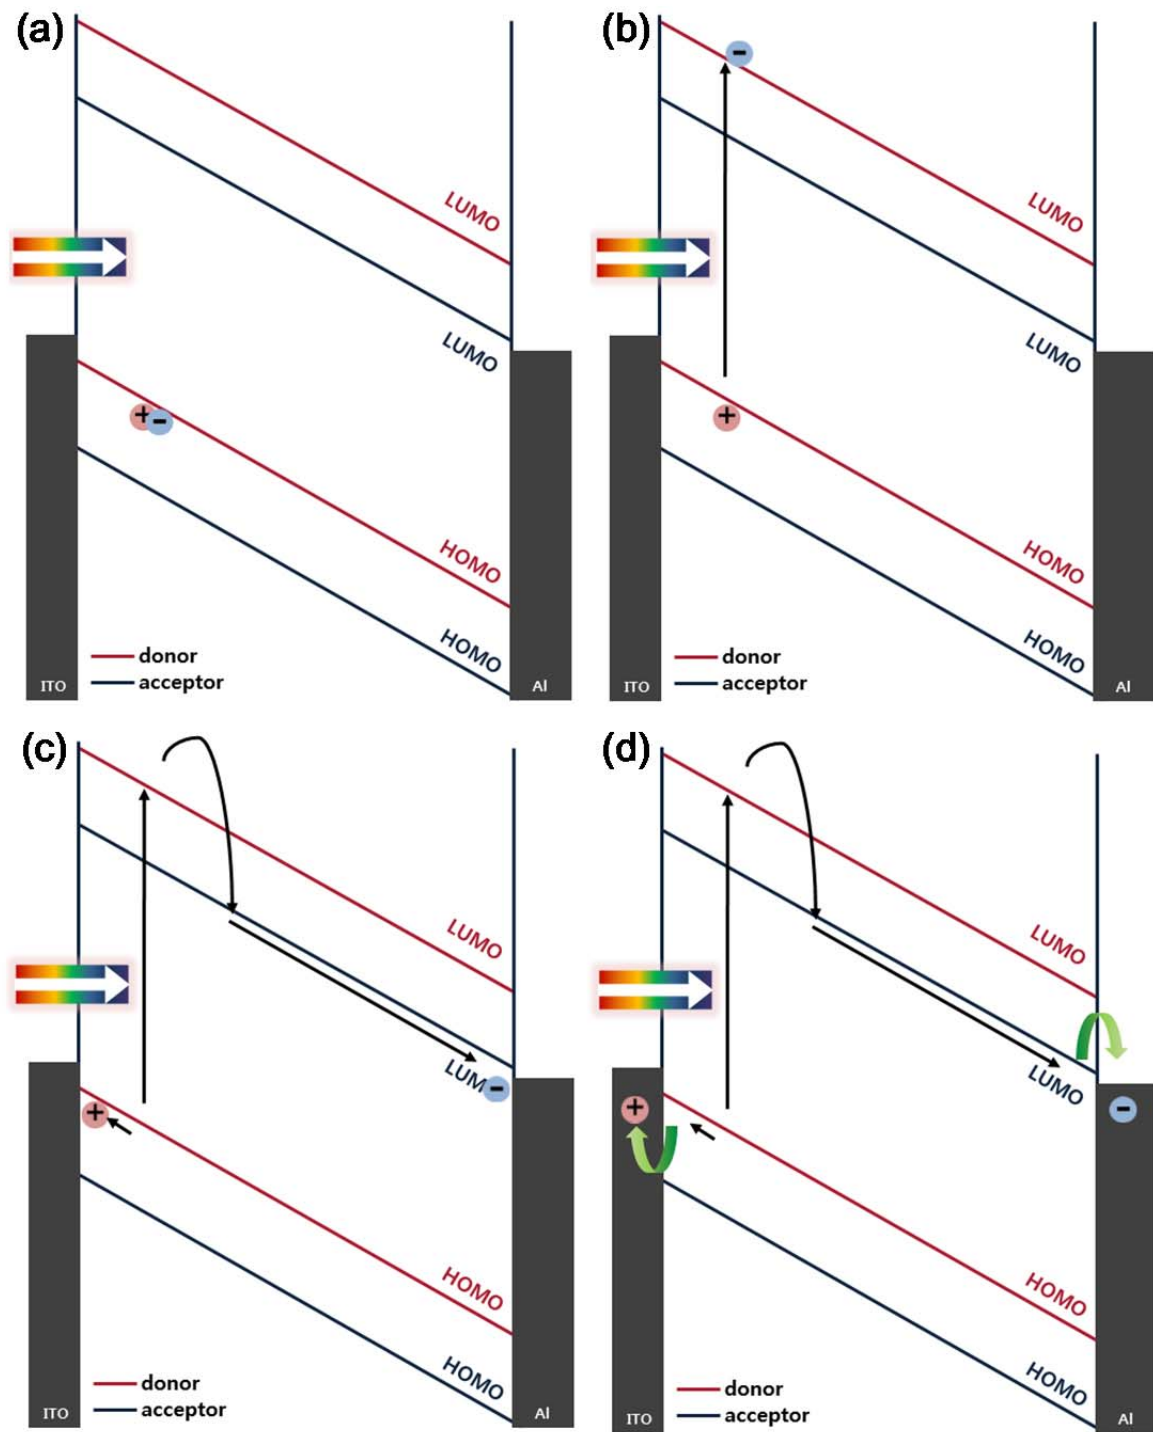 (a)
LUMO
LUMO
+
-
HOMO
HOMO
donor
acceptor
ITO
Al
(b)
-
LUMO
LUMO
+
HOMO
HOMO
donor
acceptor
ITO
Al
(c)
LUMO
LUM
-
+
HOMO
HOMO
donor
acceptor
ITO
Al
(d)
LUMO
LUMO
+
-
HOMO
HOMO
donor
acceptor
ITO
Al